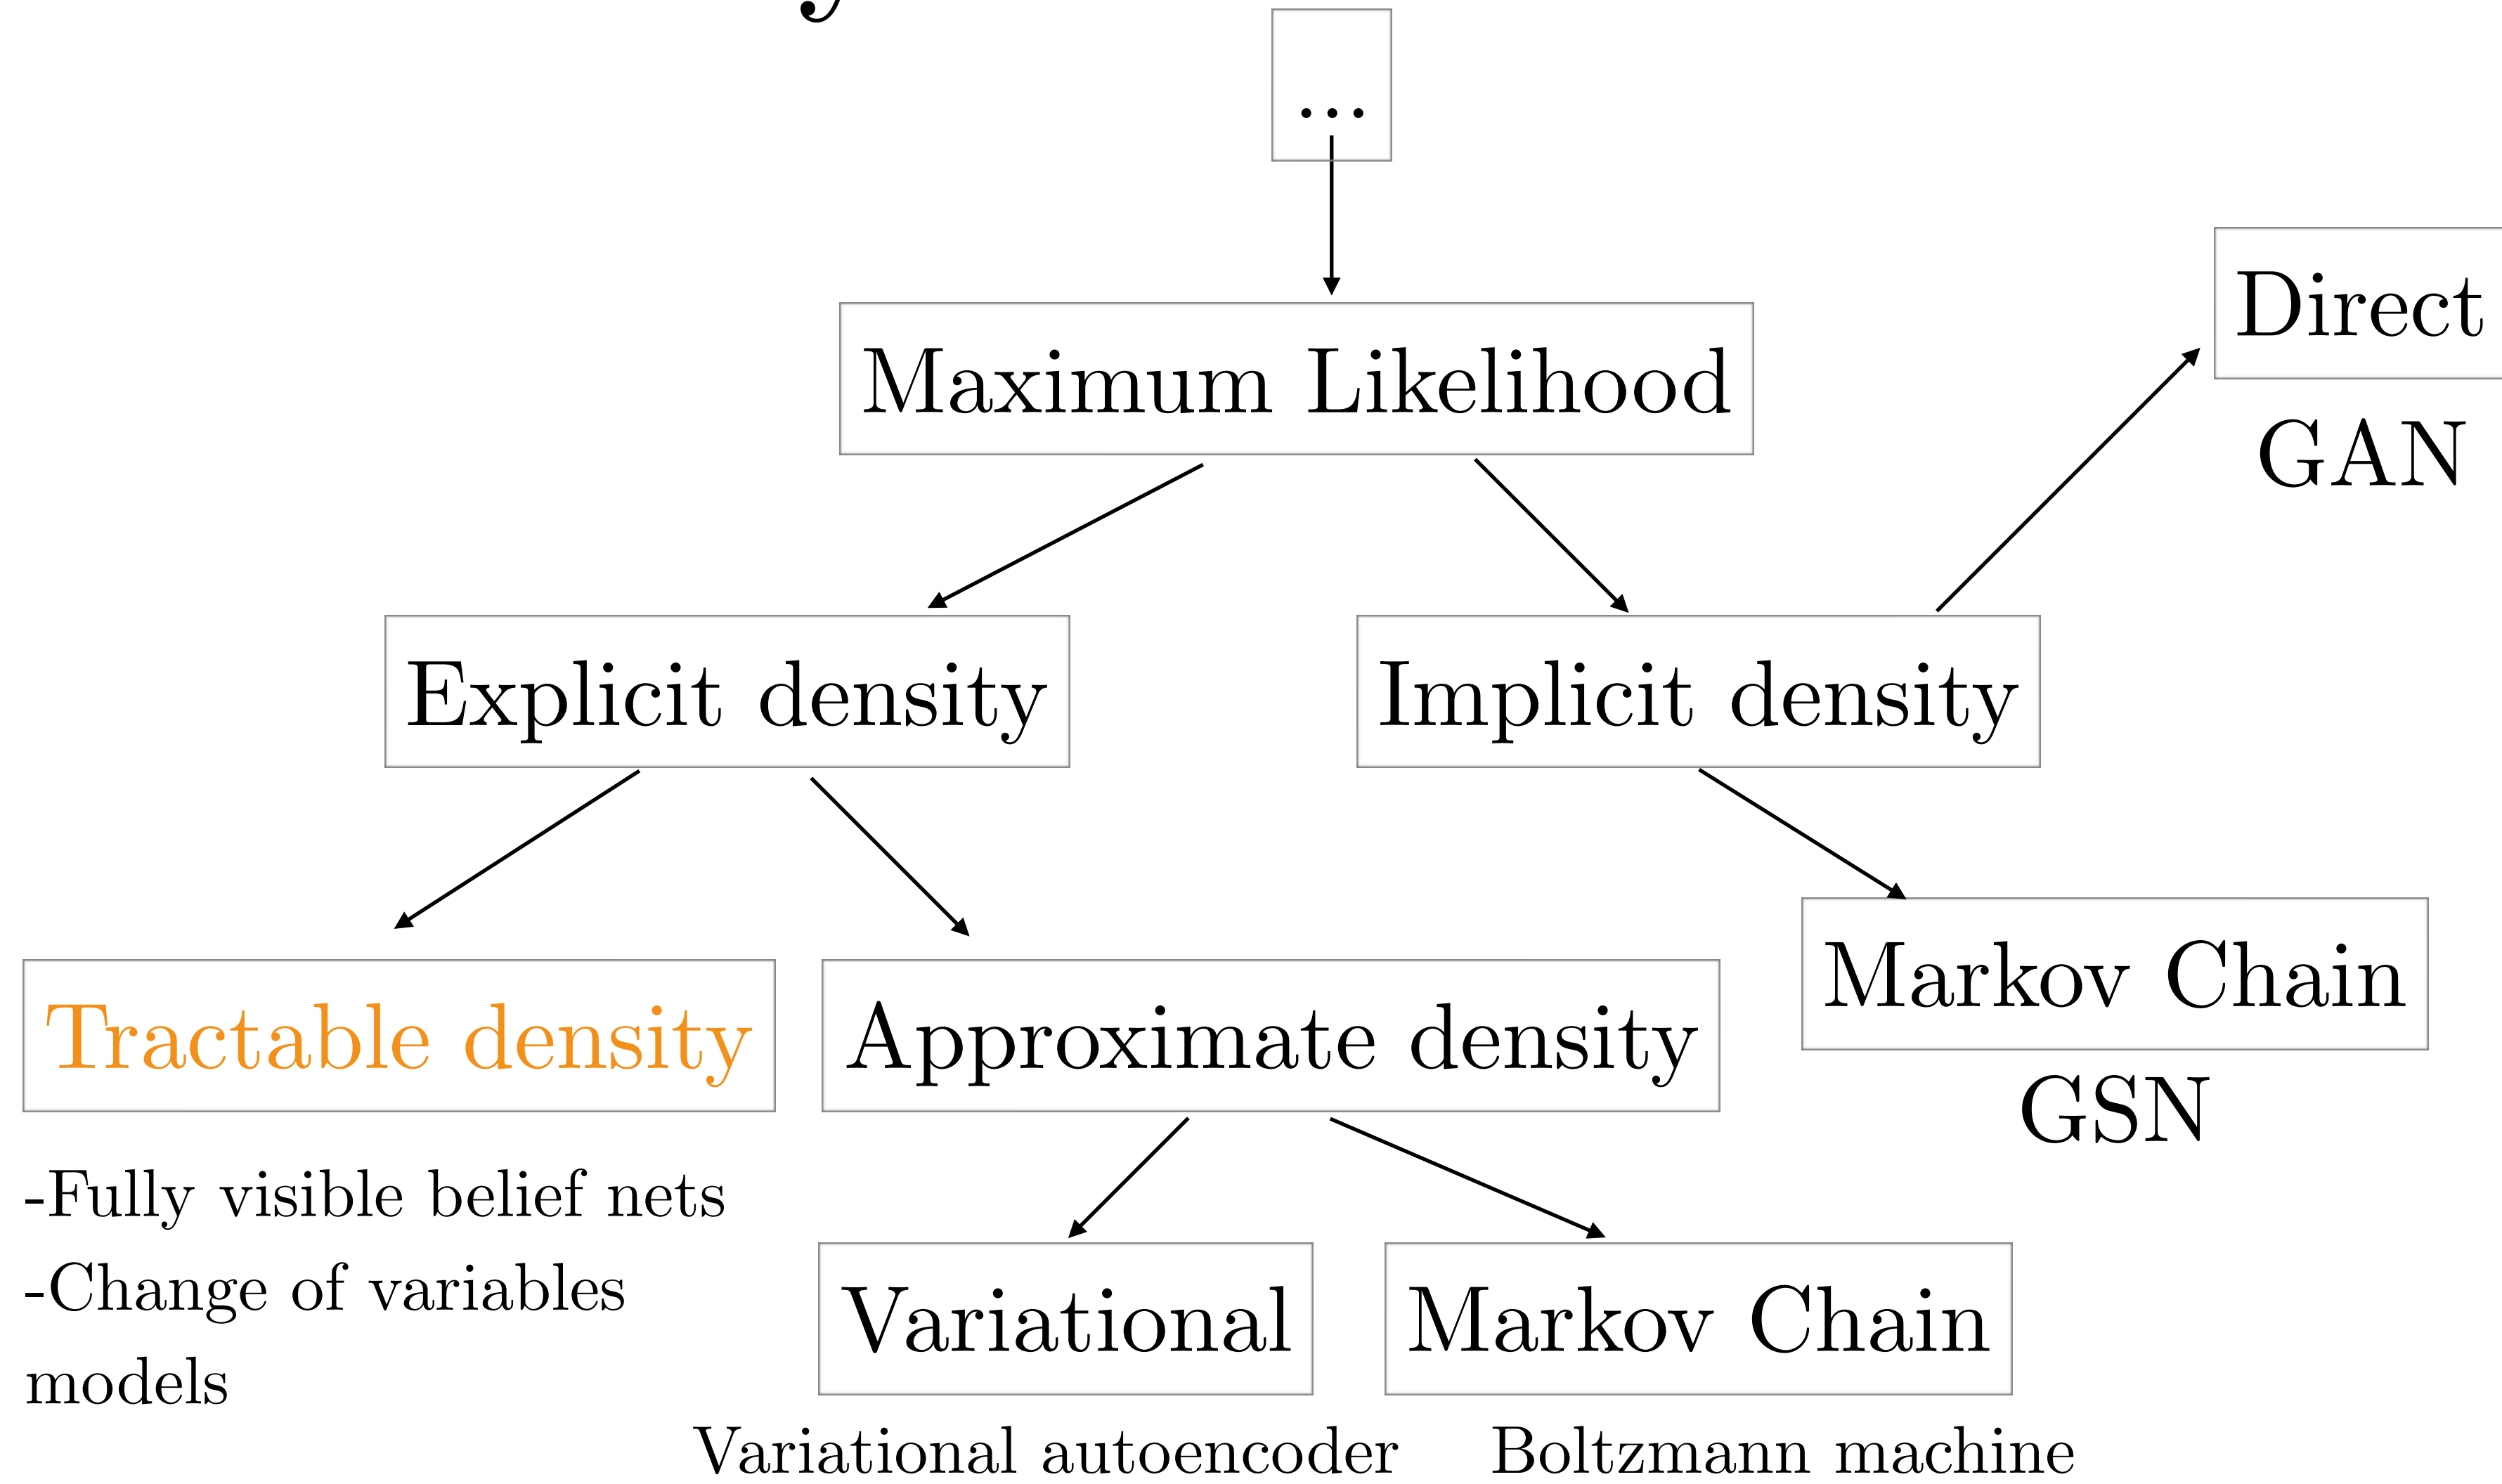 ...
Direct
Maximum Likelihood
GAN
Explicit density
Implicit density
Markov Chain
Tractable density
Approximate density
GSN
-Fully visible belief nets
-Change of variables
models
Variational
Markov Chain
Variational autoencoder
Boltzmann machine